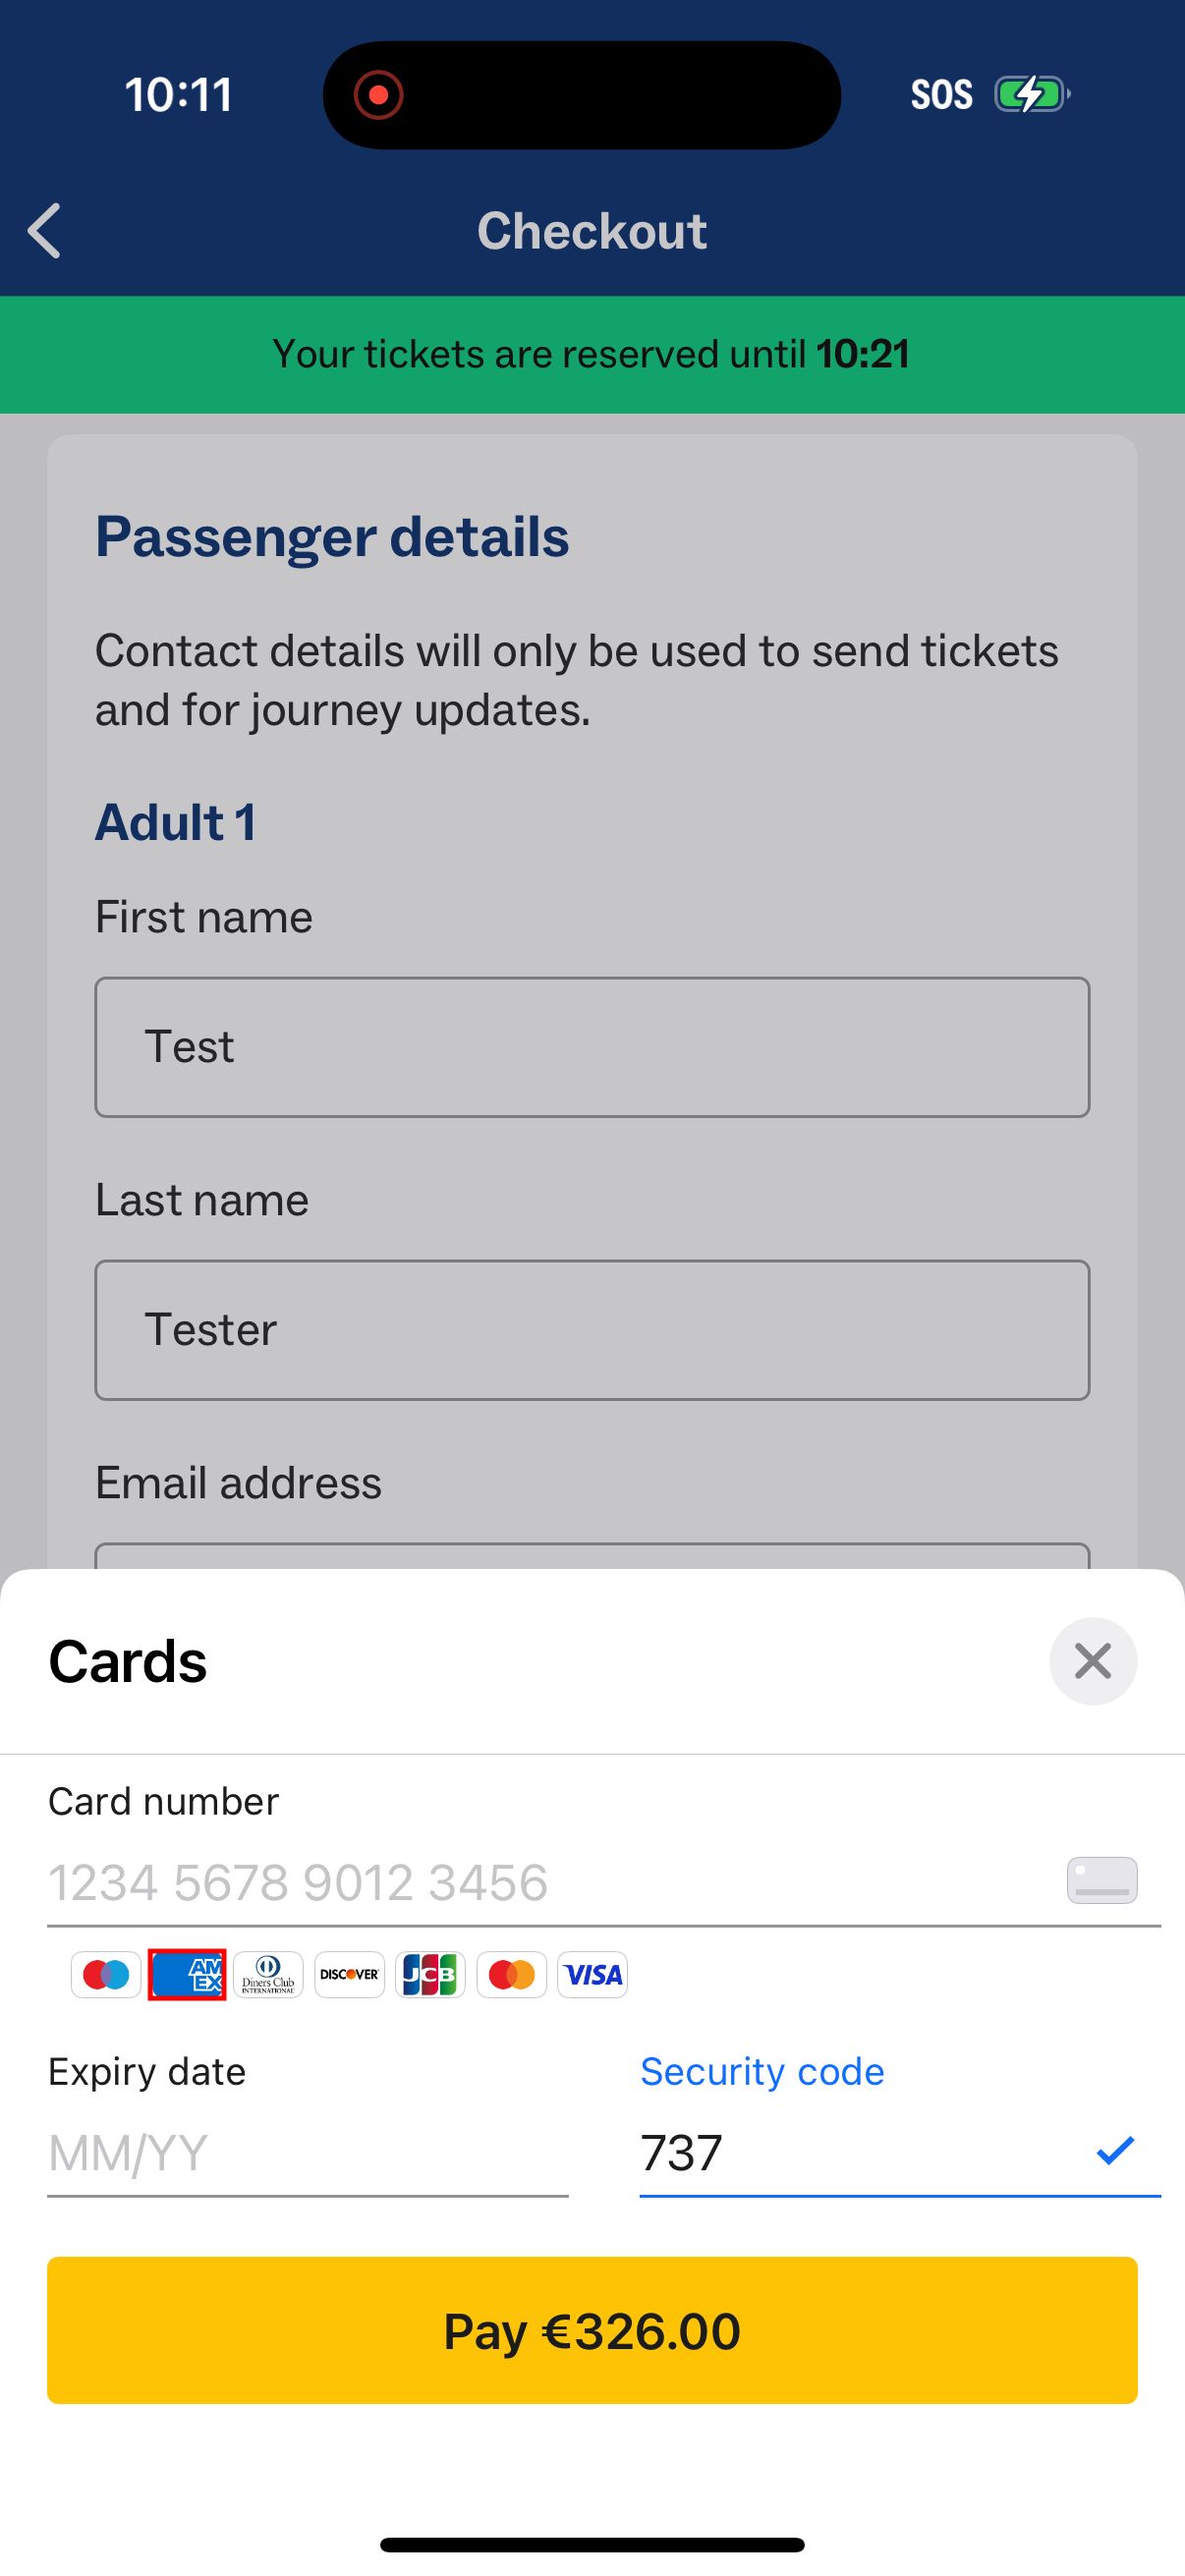 10:11
SOS
Checkout
Your tickets are reserved until 10:21
Passenger details
Contact details will only be used to send tickets
and for journey updates.
Adult 1
First name
Test
Last name
Tester
Email address
Cards
Card number
1234 5678 9012 3456
AM
EX
Diners Club
INTERNATIONAL
DISCOVER
JCB
VISA
Expiry date
Security code
MM/YY
737
Pay €326.00